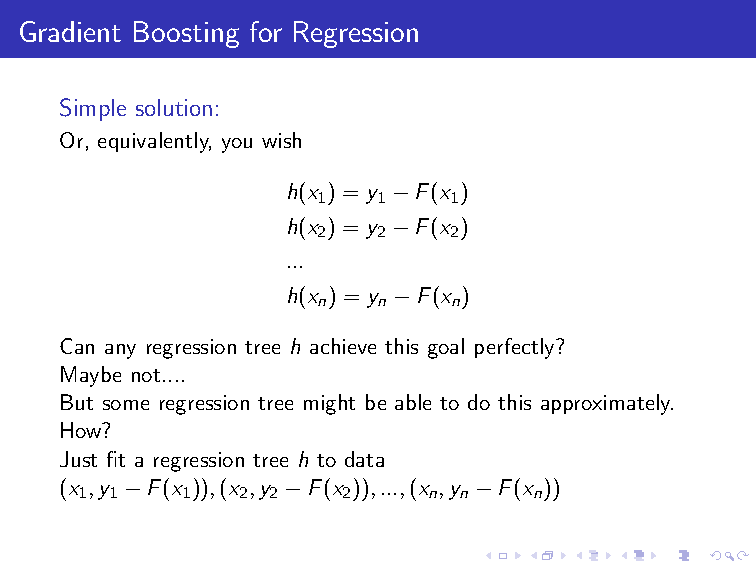 Gradient Boosting for Regression
Simple solution:
Or, equivalently, you wish
h(x₁) = y₁ − F(x₁)
h(x₂) = y₂ − F(x₂)
...
h(xₙ) = yₙ − F(xₙ)
Can any regression tree h achieve this goal perfectly?
Maybe not....
But some regression tree might be able to do this approximately.
How?
Just fit a regression tree h to data
(x₁, y₁ − F(x₁)), (x₂, y₂ − F(x₂)), ..., (xₙ, yₙ − F(xₙ))